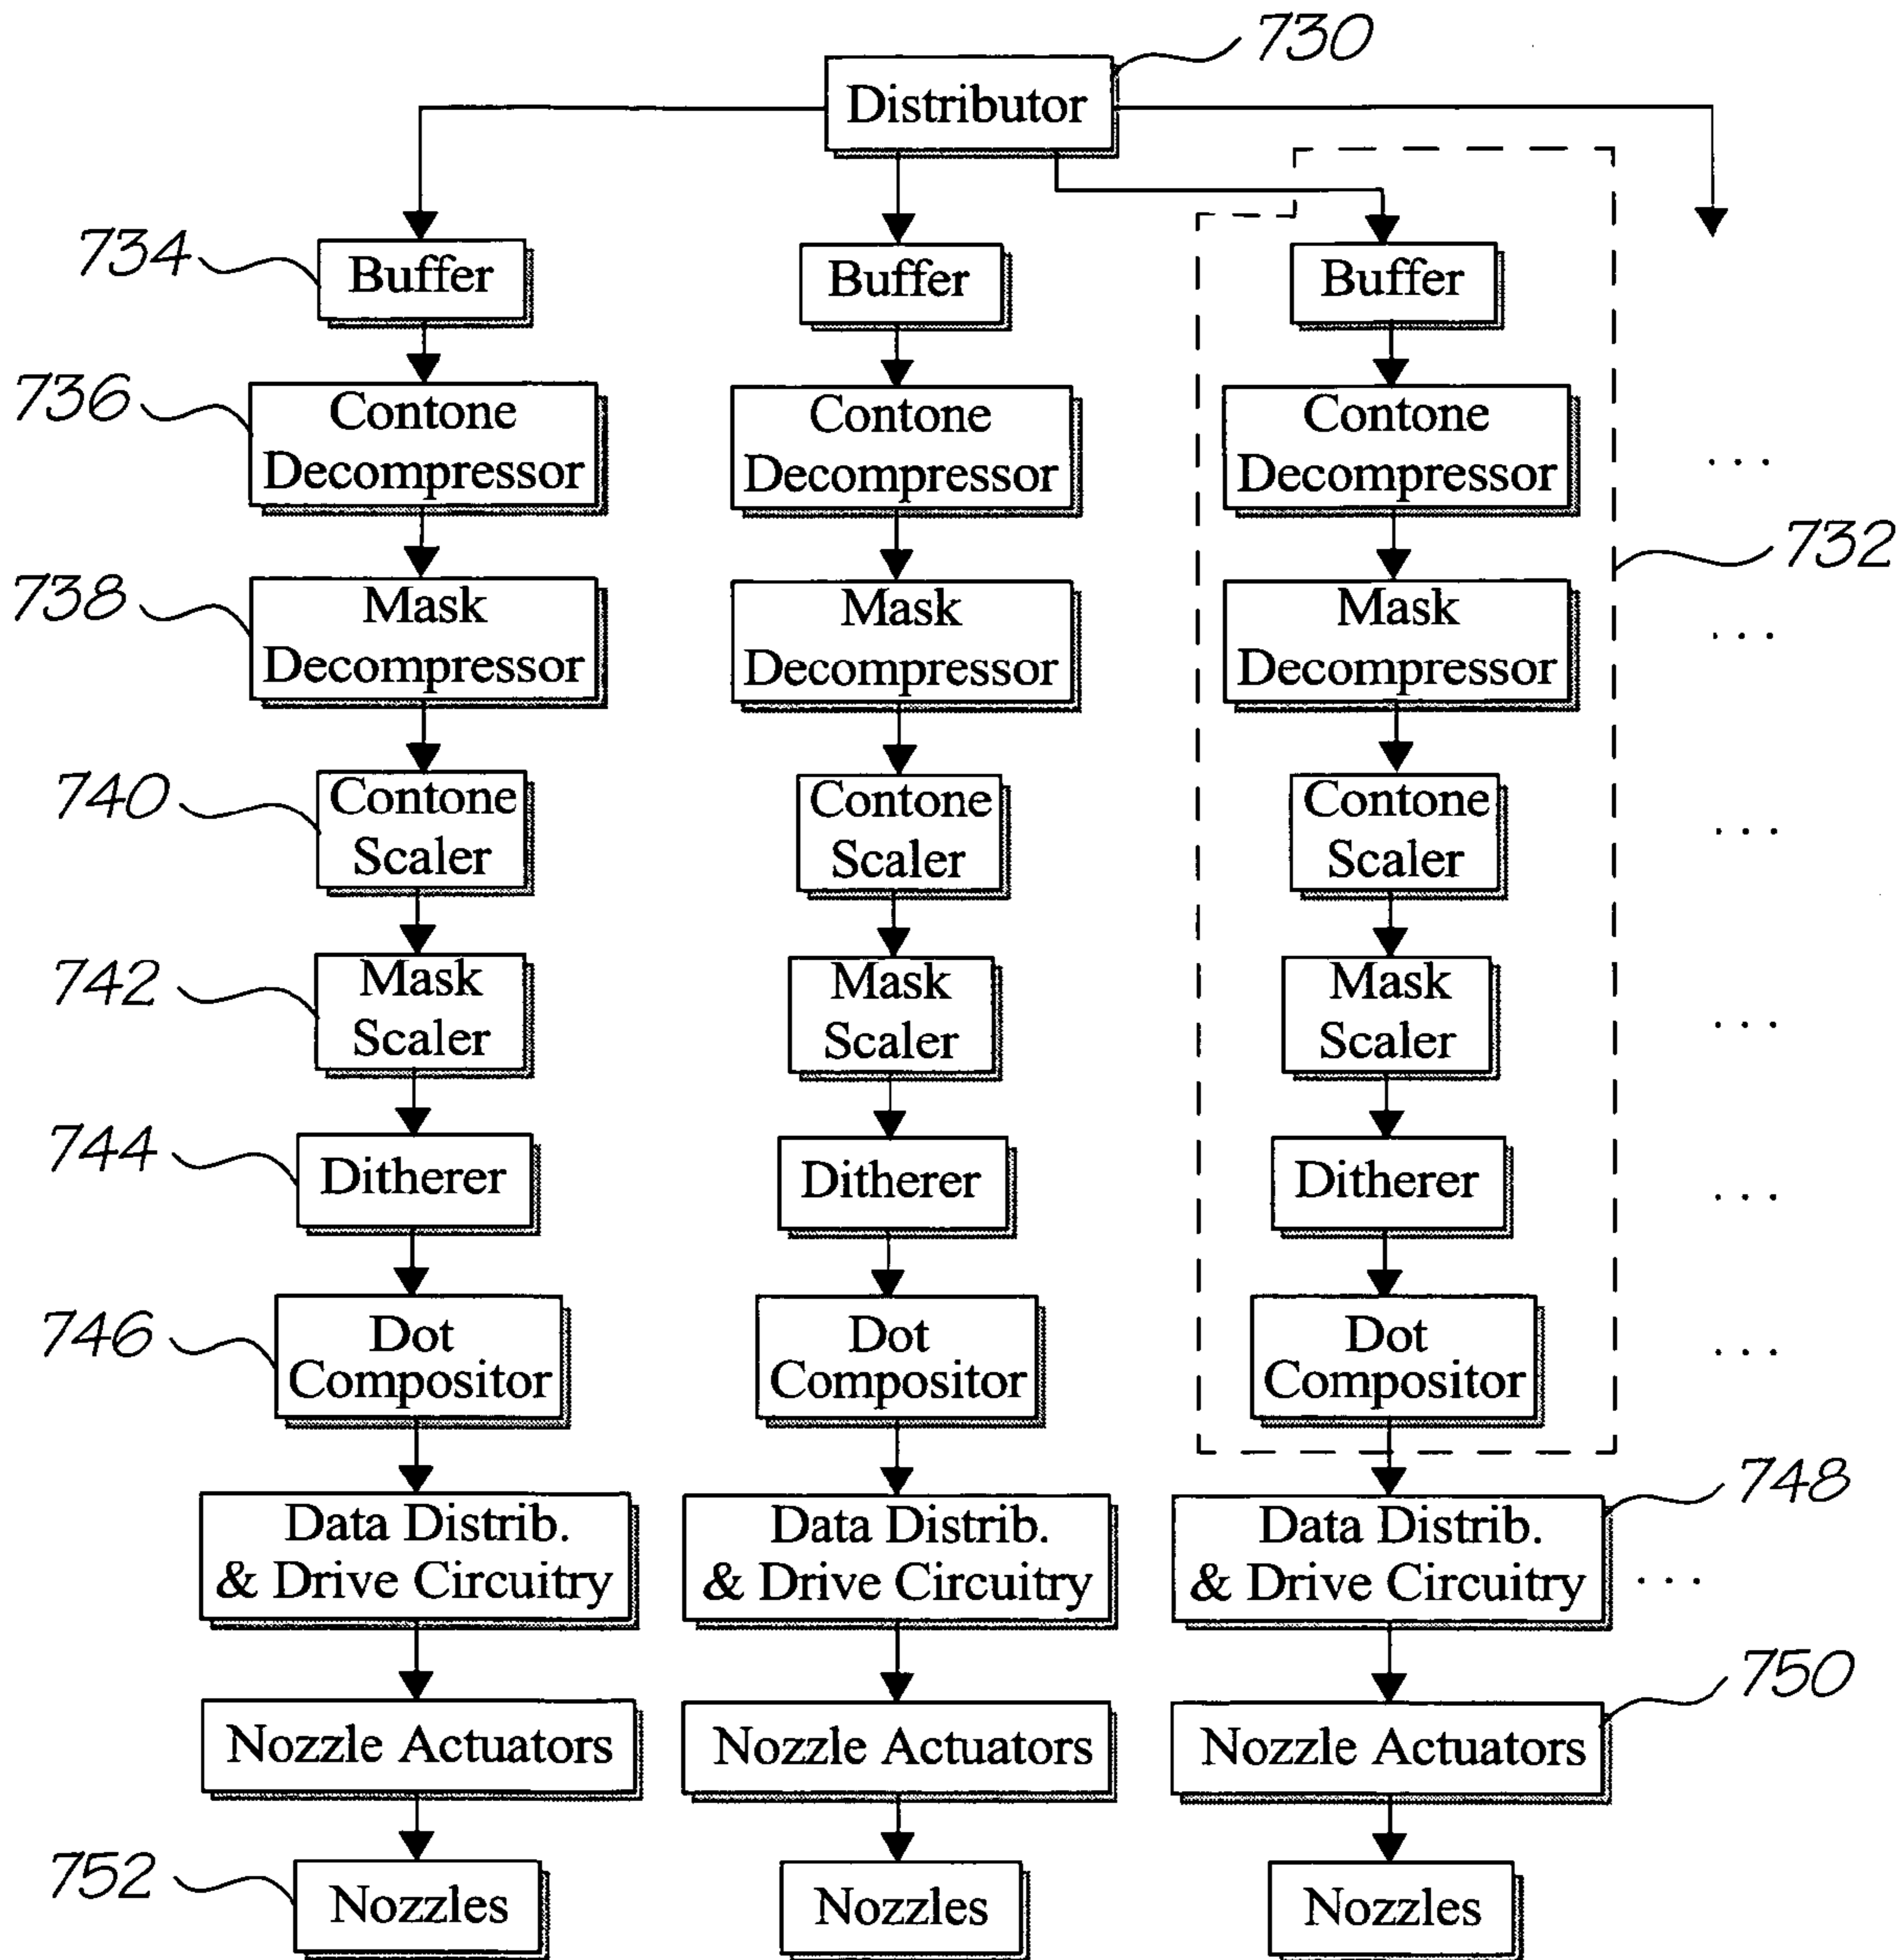 730
Distributor
734
Buffer
Buffer
Buffer
736
Contone
Decompressor
Contone
Decompressor
Contone
Decompressor
...
732
738
Mask
Decompressor
Mask
Decompressor
Mask
Decompressor
...
740
Contone
Scaler
Contone
Scaler
Contone
Scaler
...
742
Mask
Scaler
Mask
Scaler
Mask
Scaler
...
744
Ditherer
Ditherer
Ditherer
...
746
Dot
Compositor
Dot
Compositor
Dot
Compositor
...
748
Data Distrib.
& Drive Circuitry
Data Distrib.
& Drive Circuitry
Data Distrib.
& Drive Circuitry
...
750
Nozzle Actuators
Nozzle Actuators
Nozzle Actuators
752
Nozzles
Nozzles
Nozzles